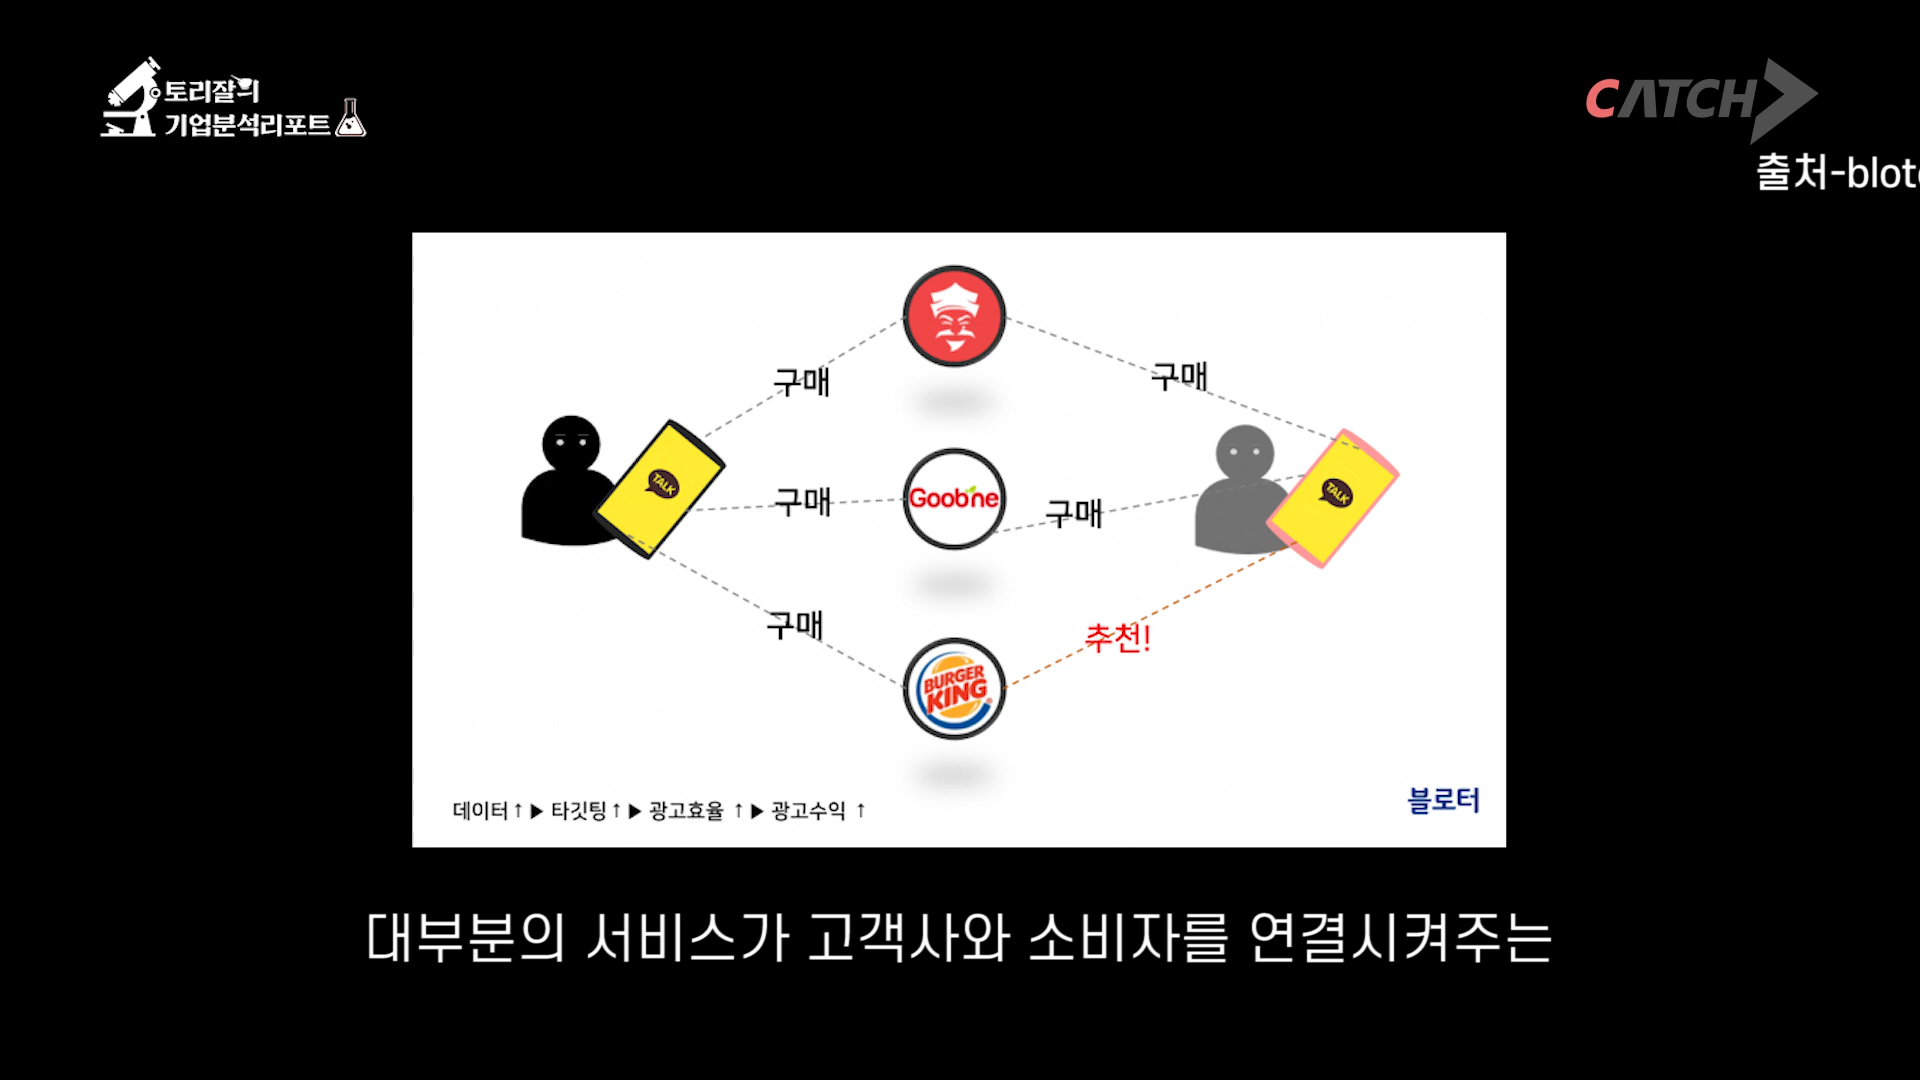 토리잘의
기업분석리포트
CATCH
출처-blot
구매
구매
TALK
TALK
구매
Goobne
구매
구매
추천!
BURGER
KING
데이터↑▶ 타깃팅↑▶ 광고효율 ↑▶ 광고수익 ↑
블로터
대부분의 서비스가 고객사와 소비자를 연결시켜주는